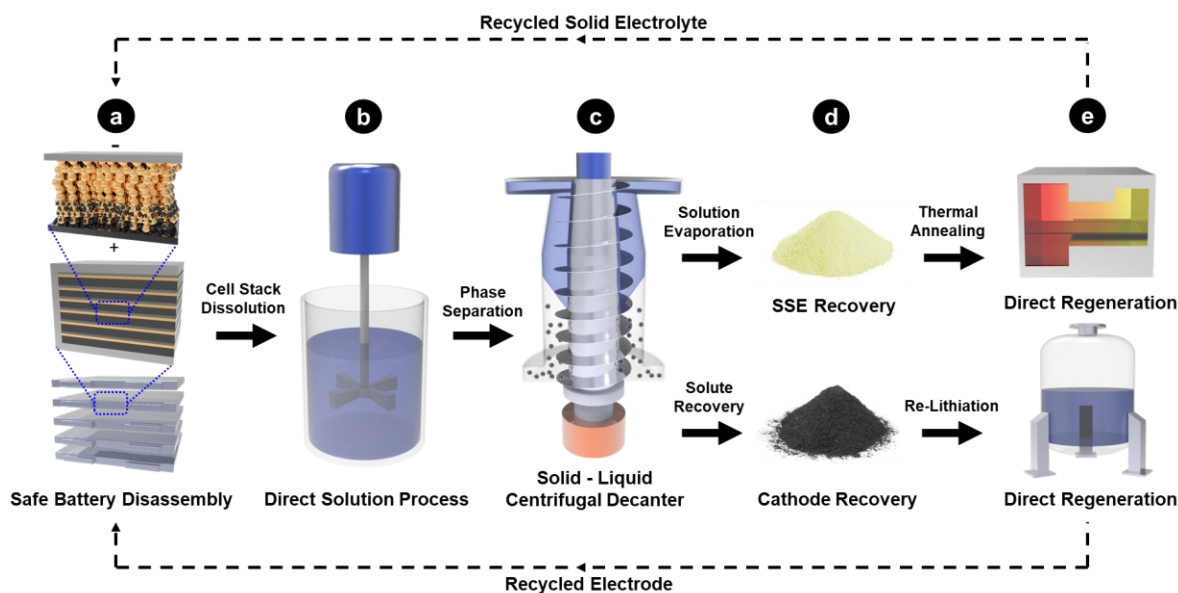 Recycled Solid Electrolyte
a
b
c
d
e
-
+
Cell Stack
Dissolution
Phase
Separation
Solution
Evaporation
Thermal
Annealing
SSE Recovery
Direct Regeneration
Solute
Recovery
Re-Lithiation
Safe Battery Disassembly
Direct Solution Process
Solid - Liquid
Centrifugal Decanter
Cathode Recovery
Direct Regeneration
Recycled Electrode